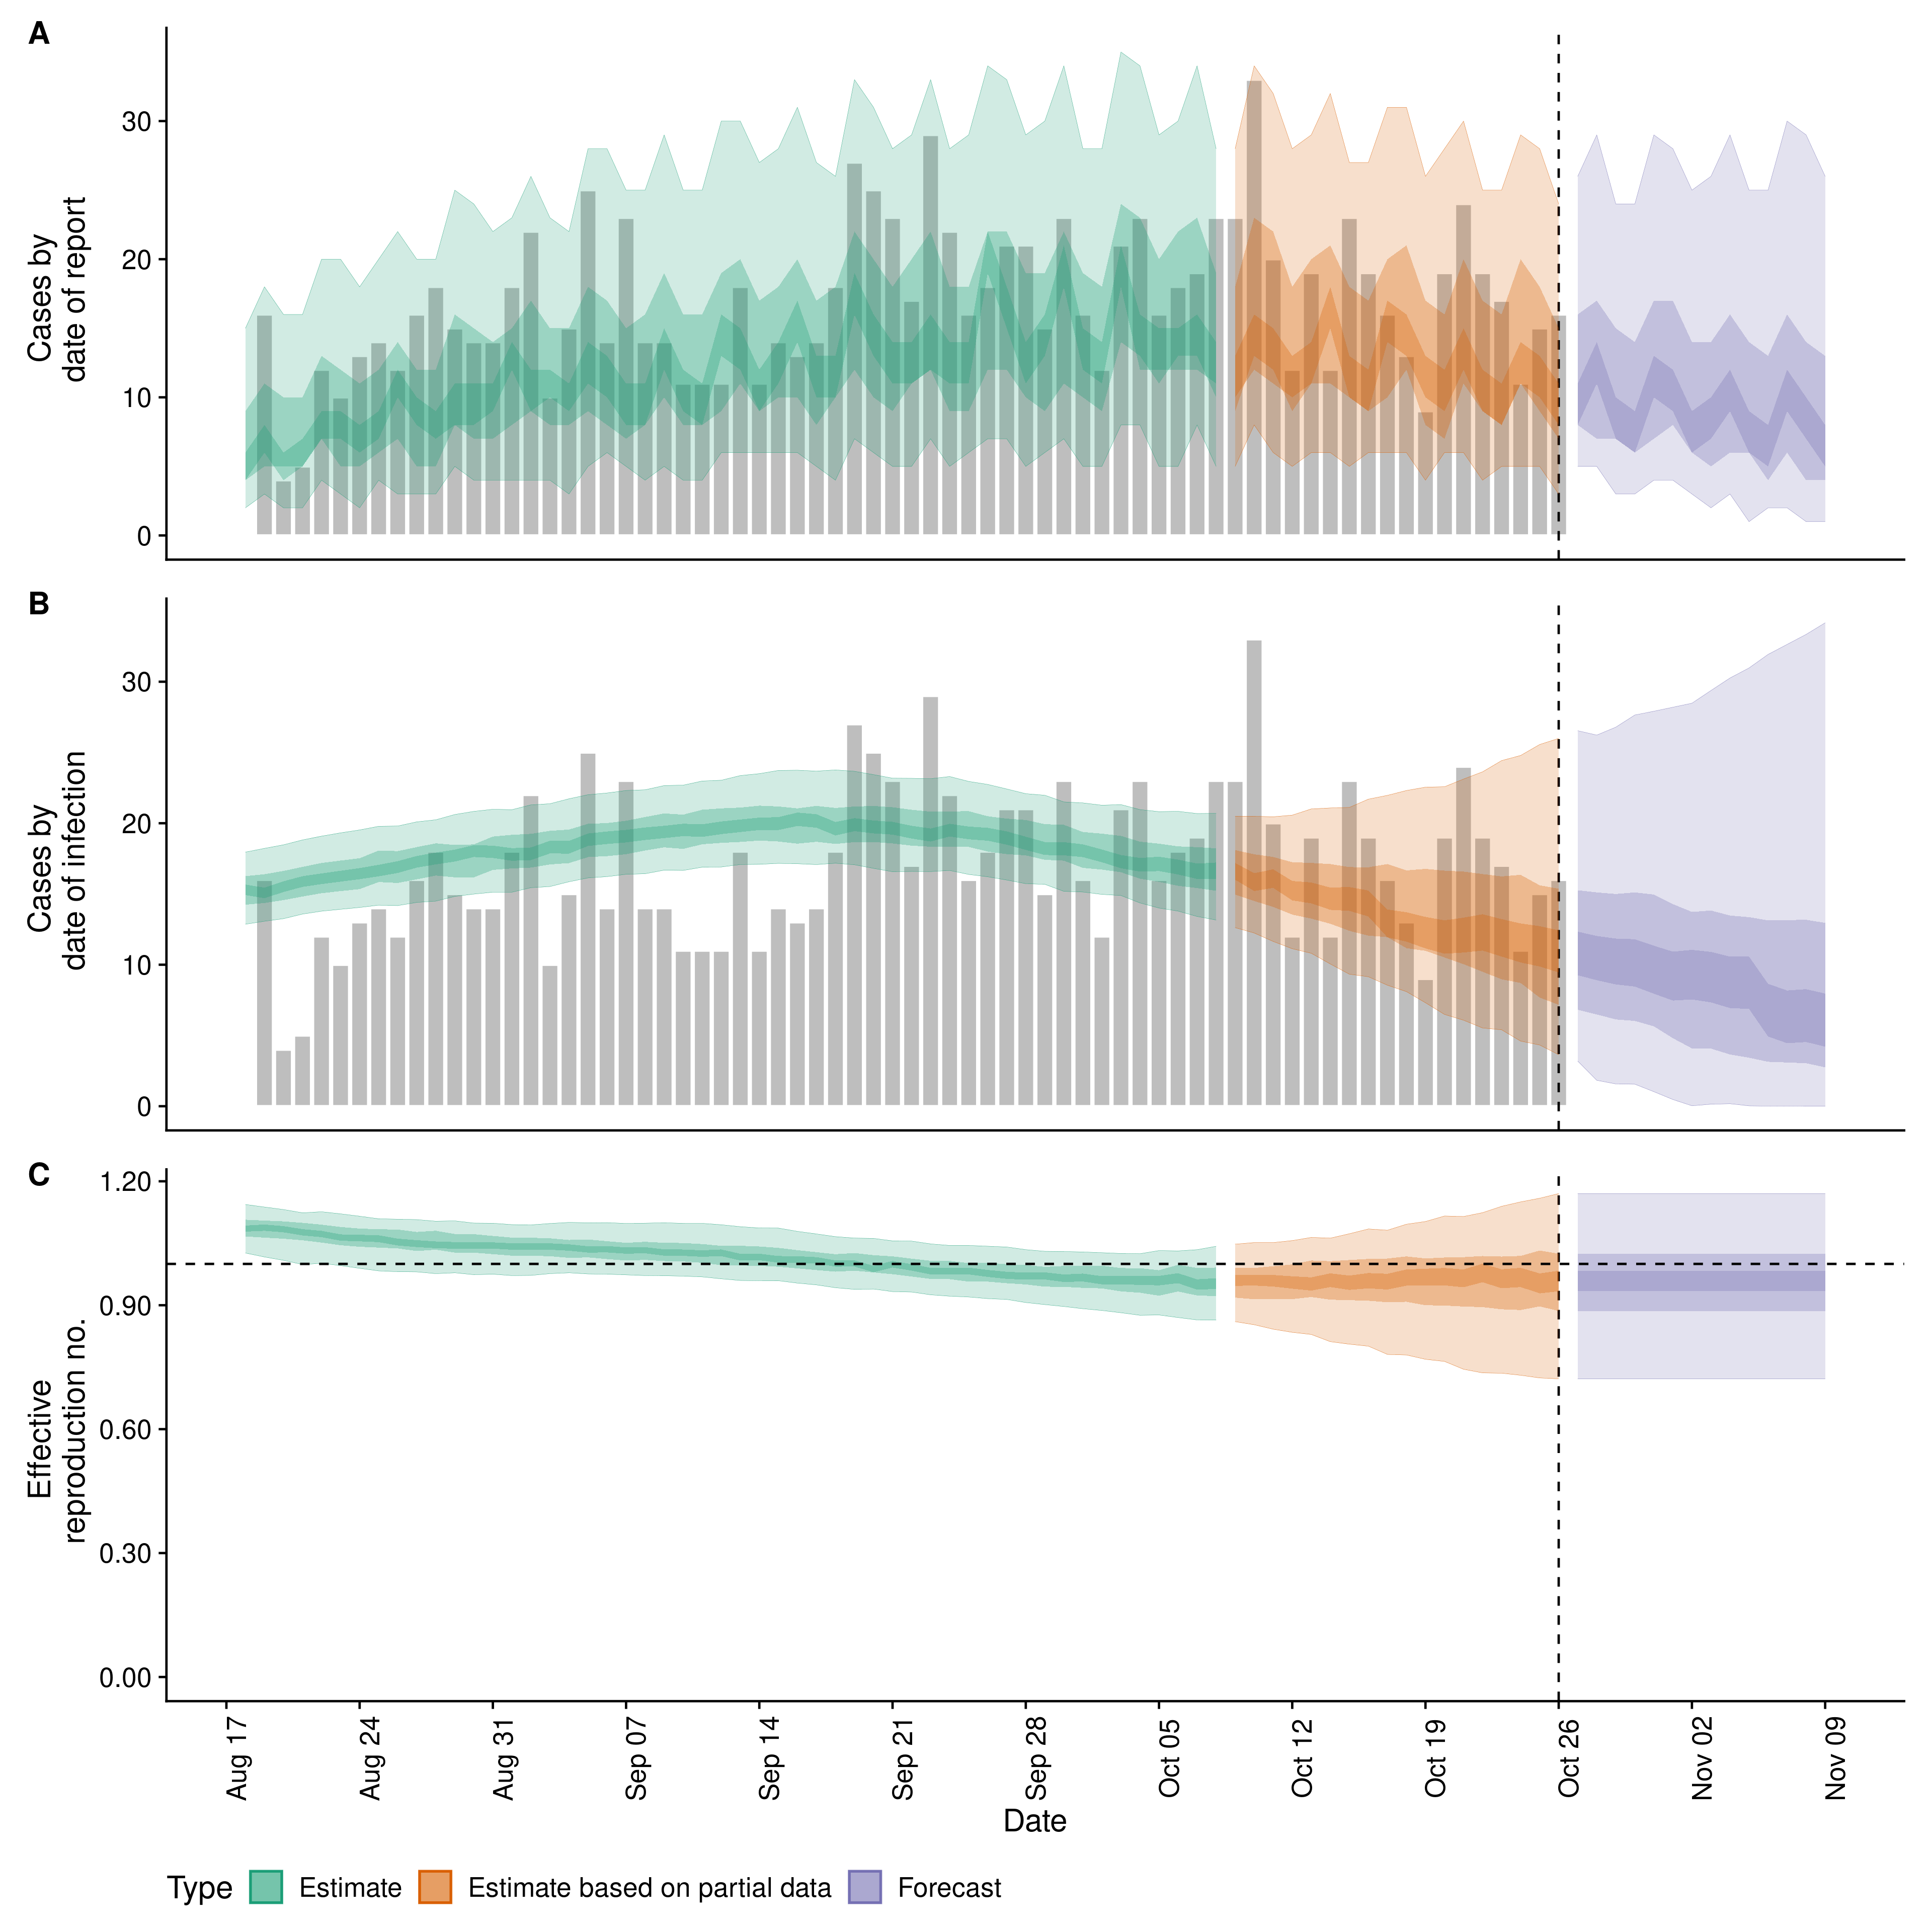 A
30
20
10
0
Cases by
date of report
B
30
20
10
0
Cases by
date of infection
C
1.20
0.90
0.60
0.30
0.00
Effective
reproduction no.
Aug 17
Aug 24
Aug 31
Sep 07
Sep 14
Sep 21
Sep 28
Oct 05
Oct 12
Oct 19
Oct 26
Nov 02
Nov 09
Date
Type Estimate Estimate based on partial data Forecast